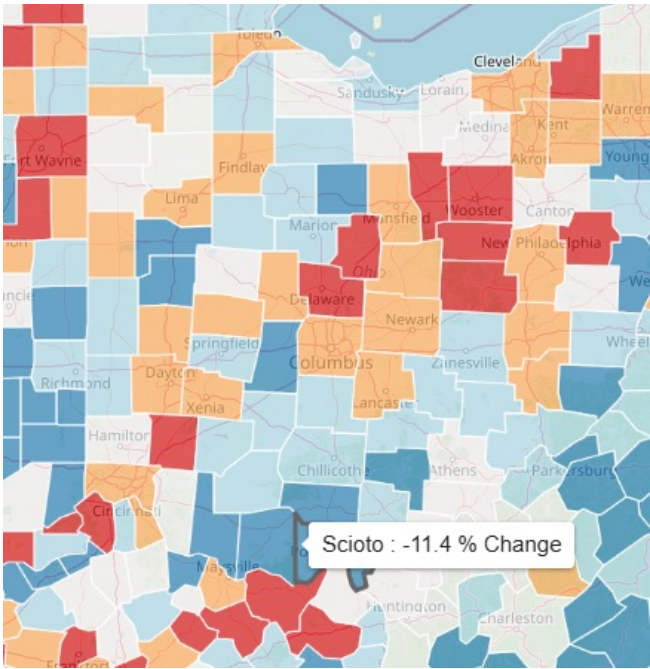 Toledo
Cleveland
Sandusky
Lorain
Medina
Warren
Kent
Fort Wayne
Findlay
Akron
Young
Lima
Mansfield
Wooster
Canton
Marion
New Philadelphia
Ohio
Delaware
Newark
Springfield
Columbus
Zanesville
Wheel
Richmond
Dayton
Xenia
Lancaste
Hamilton
Chillicothe
Athens
Parkersburg
Cincinnati
Scioto : -11.4 % Change
Maysville
Huntington
Charleston
Frankfort